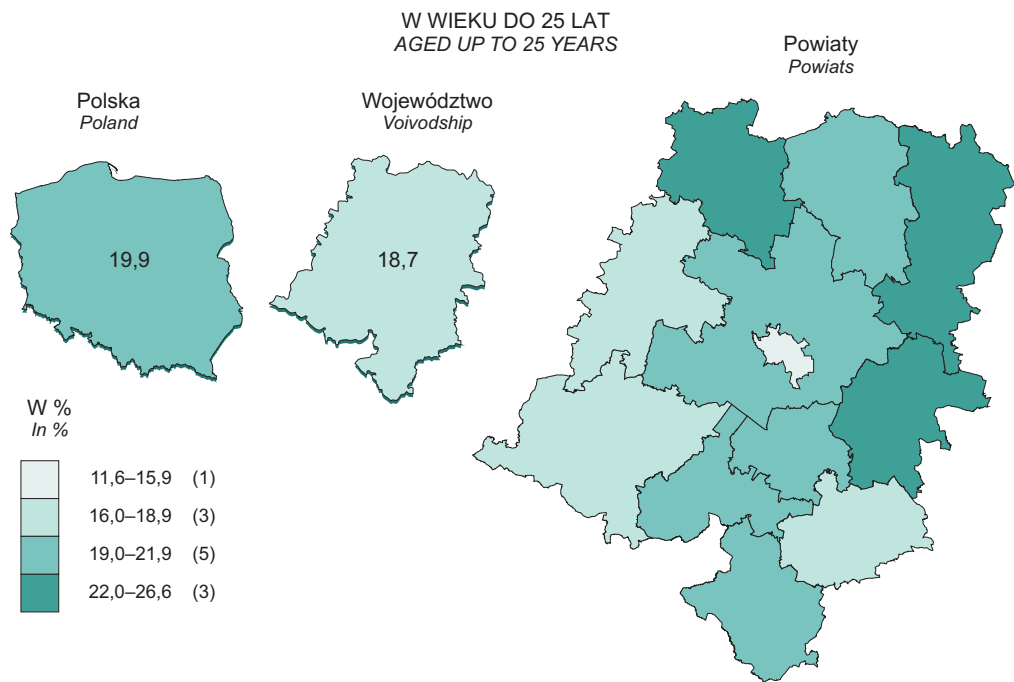 W WIEKU DO 25 LAT
AGED UP TO 25 YEARS
Polska
Poland
Województwo
Voivodship
Powiaty
Powiats
19,9
18,7
W %
In %
11,6–15,9 (1)
16,0–18,9 (3)
19,0–21,9 (5)
22,0–26,6 (3)